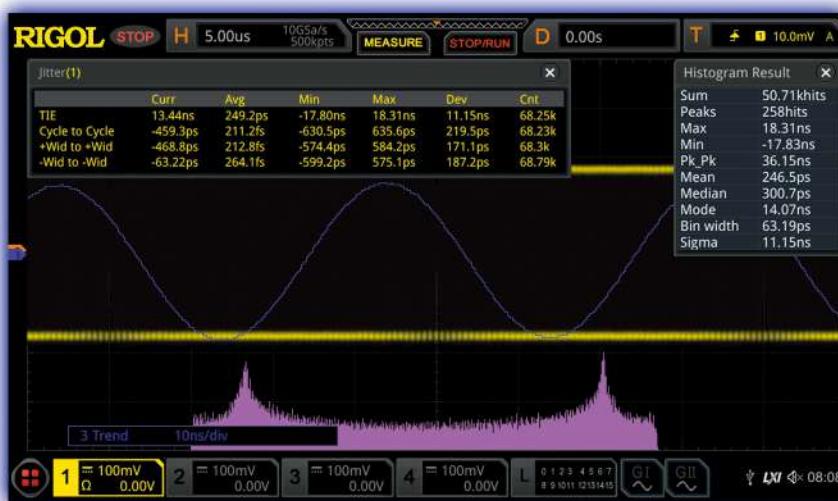 RIGOL STOP H 5.00us 10GSa/s 500kpts MEASURE STOP/RUN D 0.00s T 1 10.0mV A
Jitter(1)
Curr Avg Min Max Dev Cnt
TIE 13.44ns 249.2ps -17.80ns 18.31ns 11.15ns 68.25k
Cycle to Cycle -459.3ps 211.2fs -630.5ps 635.6ps 219.5ps 68.23k
+Wid to +Wid -468.8ps 212.8fs -574.4ps 584.2ps 171.1ps 68.3k
-Wid to -Wid -63.22ps 264.1fs -599.2ps 575.1ps 187.2ps 68.79k
Histogram Result
Sum 50.71khits
Peaks 258hits
Max 18.31ns
Min -17.83ns
Pk_Pk 36.15ns
Mean 246.5ps
Median 300.7ps
Mode 14.07ns
Bin width 63.19ps
Sigma 11.15ns
3 Trend 10ns/div
1 100mV Ω 0.00V
2 100mV 0.00V
3 100mV 0.00V
4 100mV 0.00V
L 0 1 2 3 4 5 6 7
8 9 10 11 12 13 14 15
GI GII
LXI 08:08